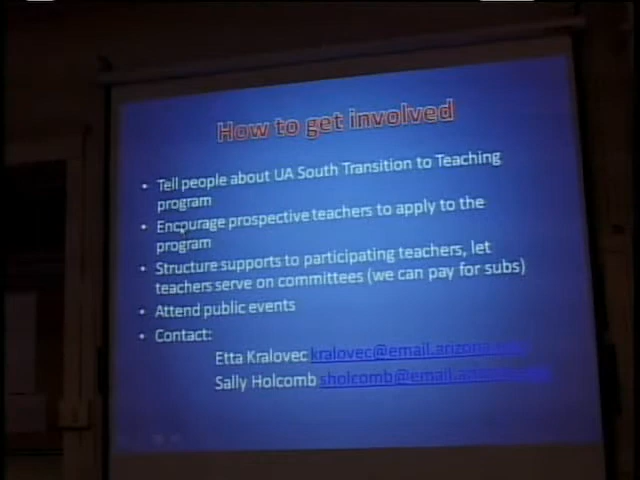 How to get involved
• Tell people about UA South Transition to Teaching
program
• Encourage prospective teachers to apply to the
program
• Structure supports to participating teachers, let
teachers serve on committees (we can pay for subs)
• Attend public events
• Contact:
Etta Kralovec kralovec@email.arizona
Sally Holcomb